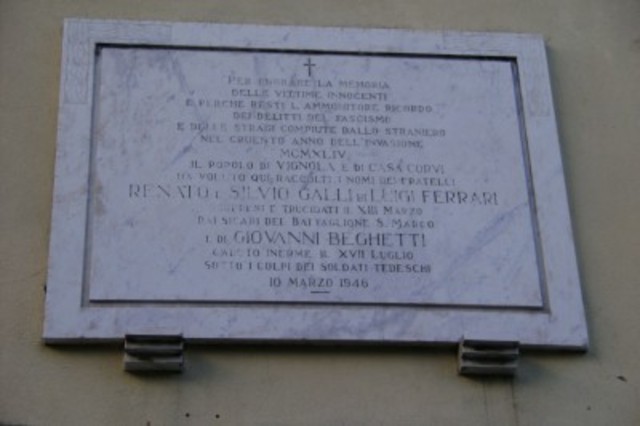 PER ONORARE LA MEMORIA
DELLE VITTIME INNOCENTI
E PERCHE RESTI L'AMMONITORE RICORDO
DEI DELITTI DEL FASCISMO
E DELLE STRAGI COMPIUTE DALLO STRANIERO
NEL CRUENTO ANNO DELL'INVASIONE
MCMXLIV
IL POPOLO DI VIGNOLA E DI CASA CORVI
HA VOLUTO QUI RACCOLTI I NOMI DEI FRATELLI
RENATO E SILVIO GALLI DI LUIGI FERRARI
E TRUCIDATI IL XIII MARZO
DAI SICARI DEL BATTAGLIONE S. MARCO
E DI GIOVANNI BEGHETTI
CADUTO INERME IL XVII LUGLIO
SOTTO I COLPI DEI SOLDATI TEDESCHI
10 MARZO 1946